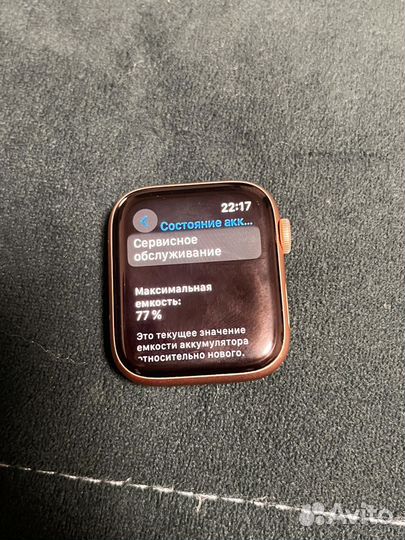 22:17
Состояние акк...
Сервисное
обслуживание
Максимальная
емкость:
77 %
Это текущее значение
емкости аккумулятора
относительно нового.
Avito